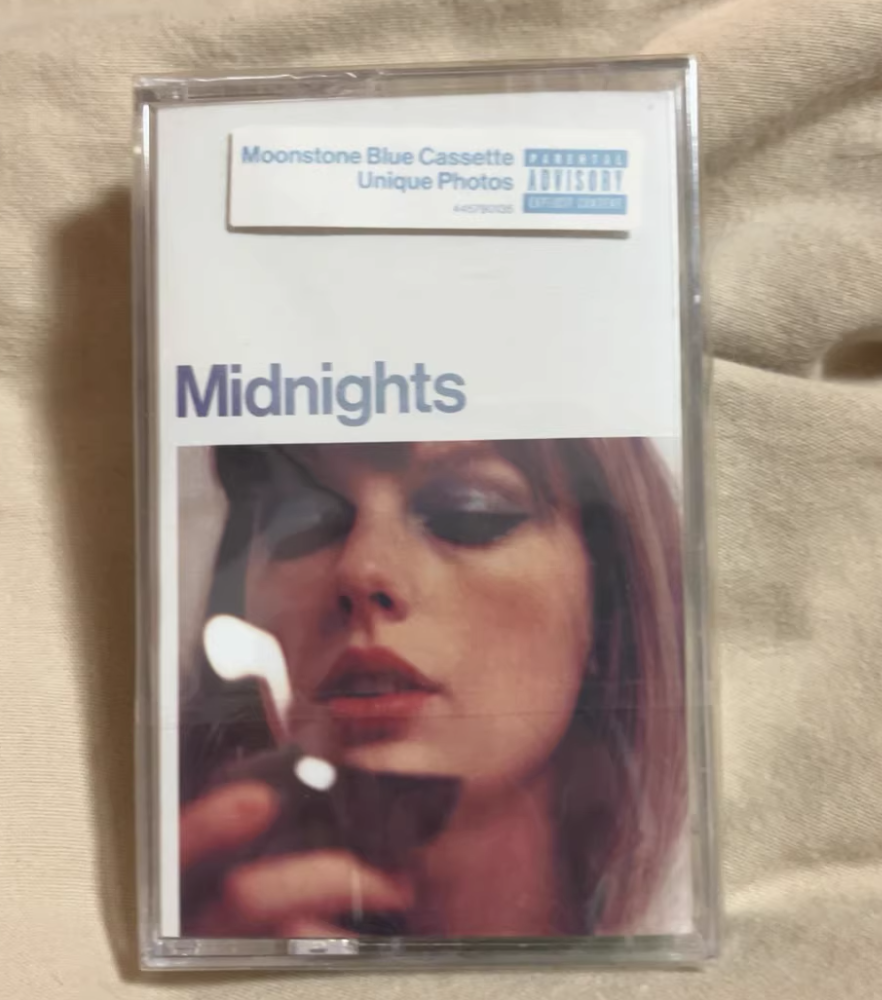 Moonstone Blue Cassette
Unique Photos
PARENTAL
ADVISORY
EXPLICIT CONTENT
Midnights